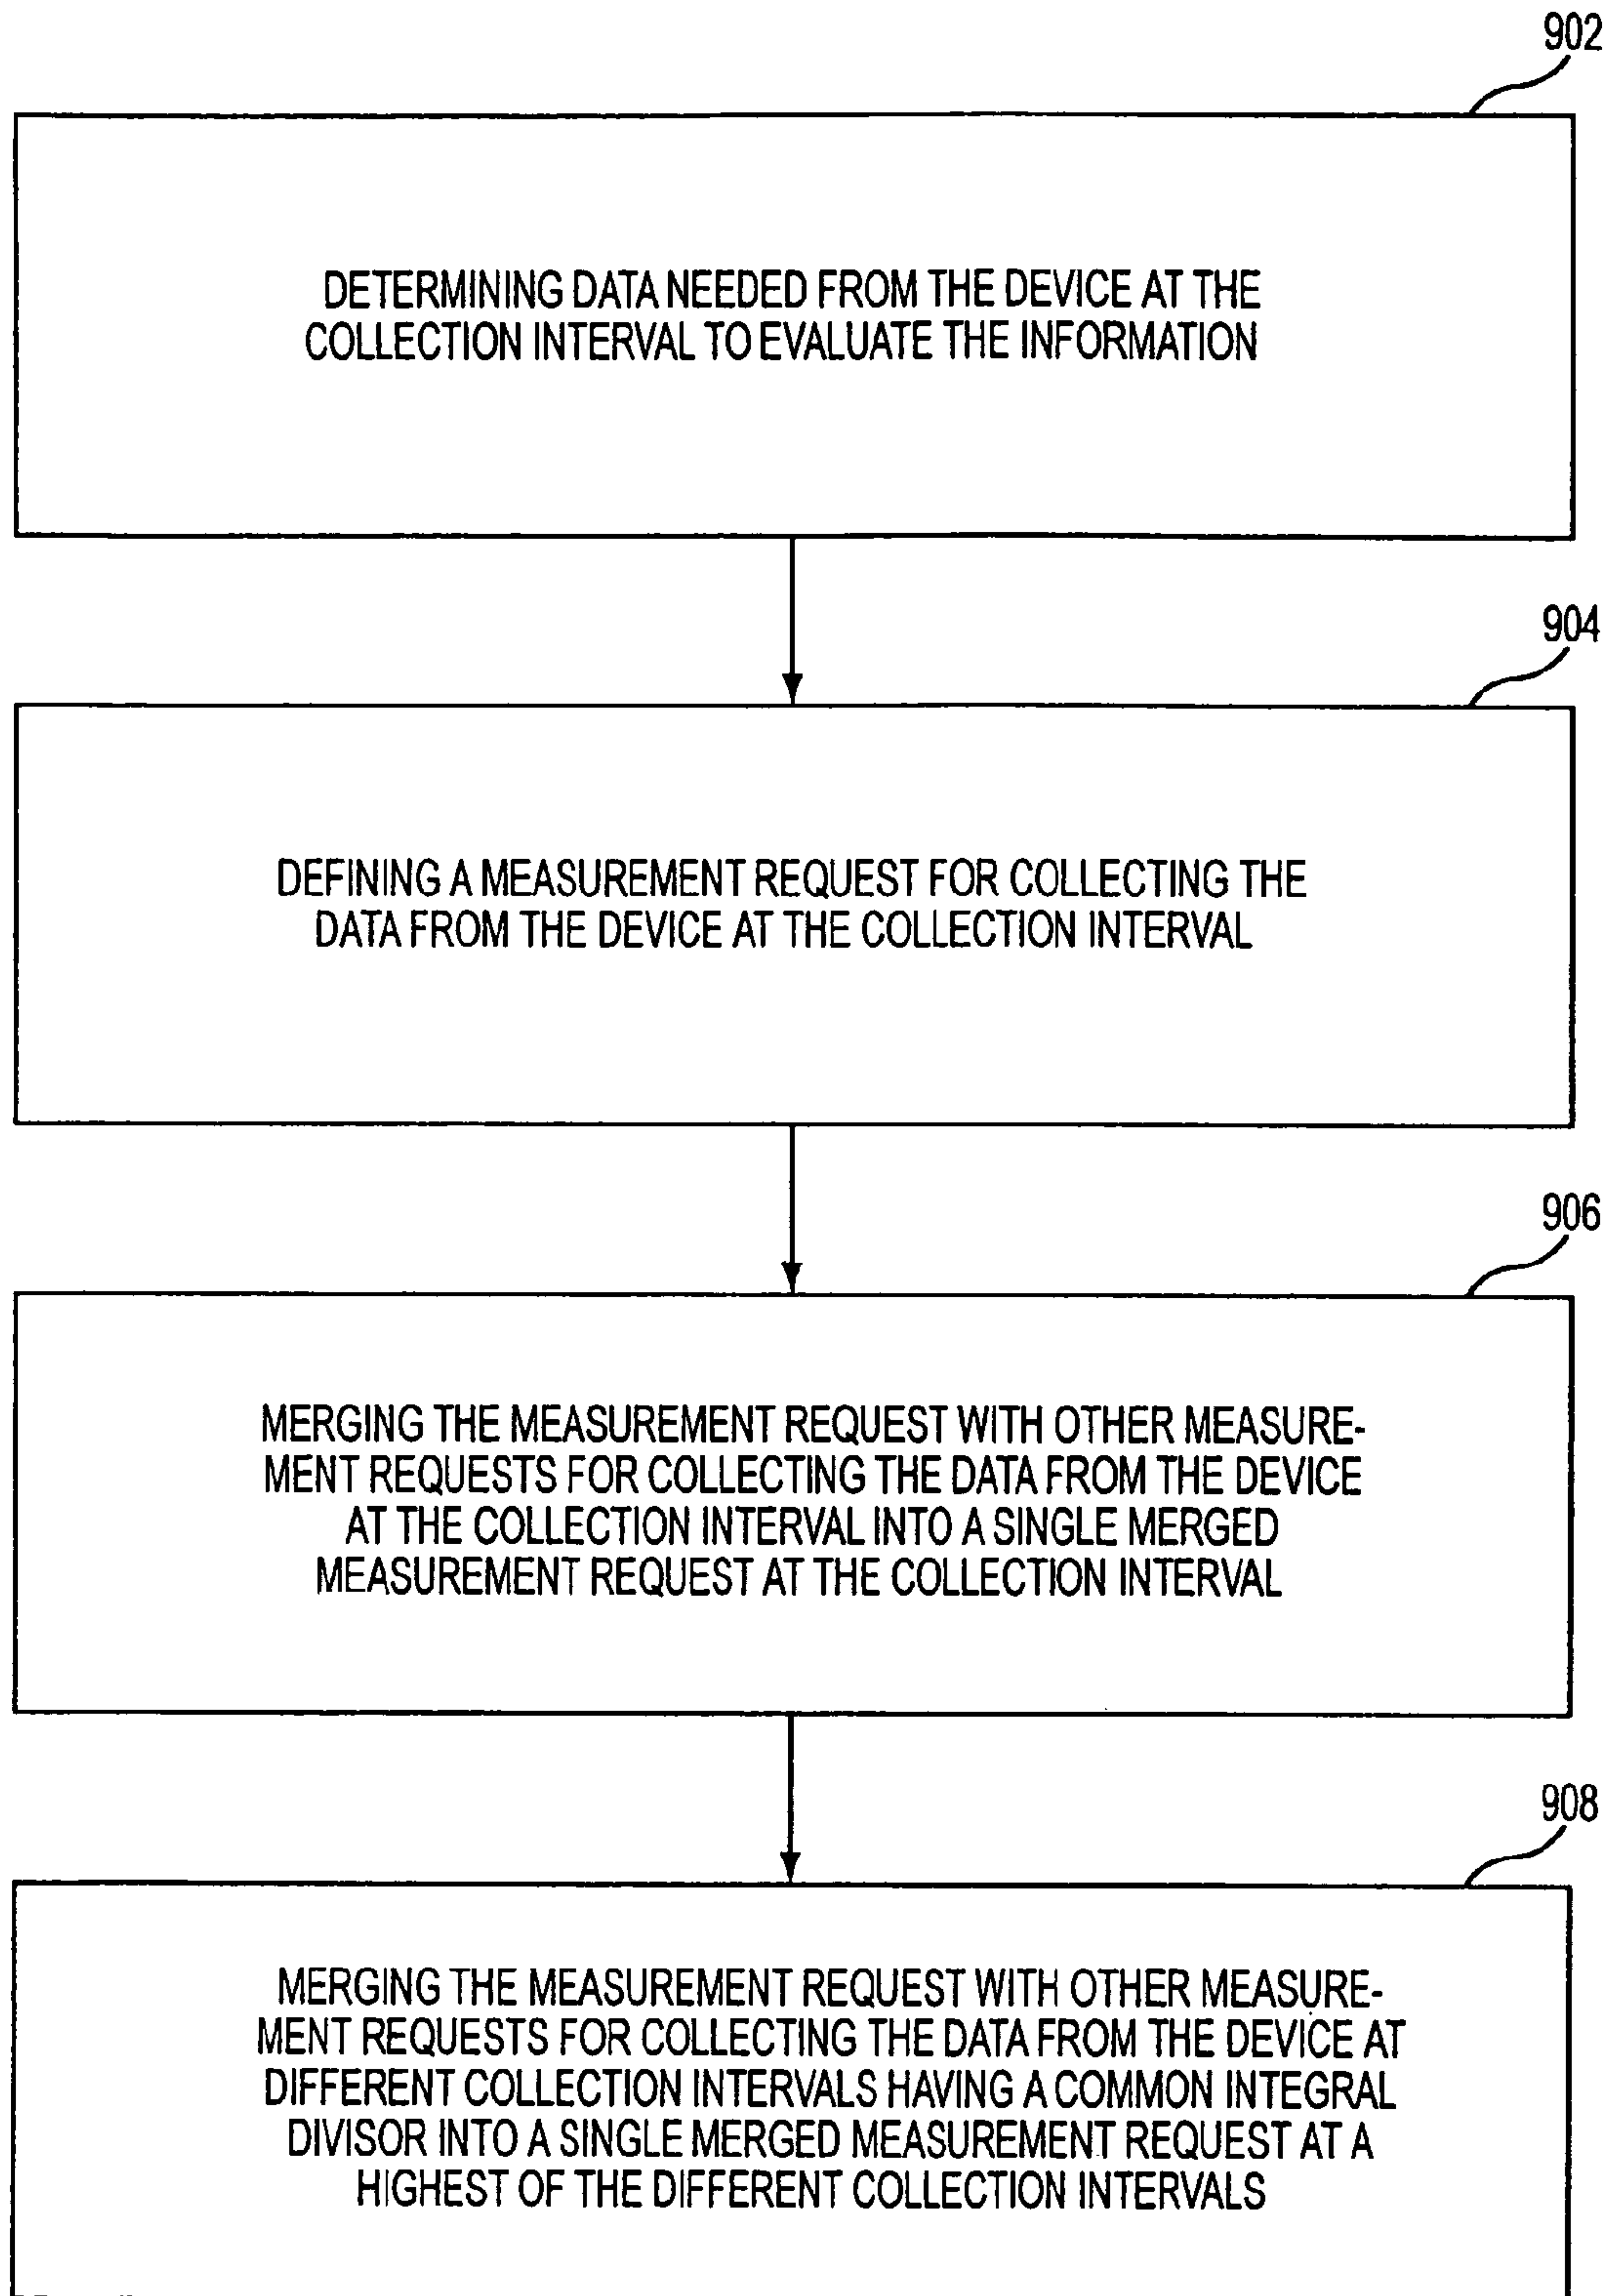 902
DETERMINING DATA NEEDED FROM THE DEVICE AT THE
COLLECTION INTERVAL TO EVALUATE THE INFORMATION
904
DEFINING A MEASUREMENT REQUEST FOR COLLECTING THE
DATA FROM THE DEVICE AT THE COLLECTION INTERVAL
906
MERGING THE MEASUREMENT REQUEST WITH OTHER MEASURE-
MENT REQUESTS FOR COLLECTING THE DATA FROM THE DEVICE
AT THE COLLECTION INTERVAL INTO A SINGLE MERGED
MEASUREMENT REQUEST AT THE COLLECTION INTERVAL
908
MERGING THE MEASUREMENT REQUEST WITH OTHER MEASURE-
MENT REQUESTS FOR COLLECTING THE DATA FROM THE DEVICE AT
DIFFERENT COLLECTION INTERVALS HAVING A COMMON INTEGRAL
DIVISOR INTO A SINGLE MERGED MEASUREMENT REQUEST AT A
HIGHEST OF THE DIFFERENT COLLECTION INTERVALS